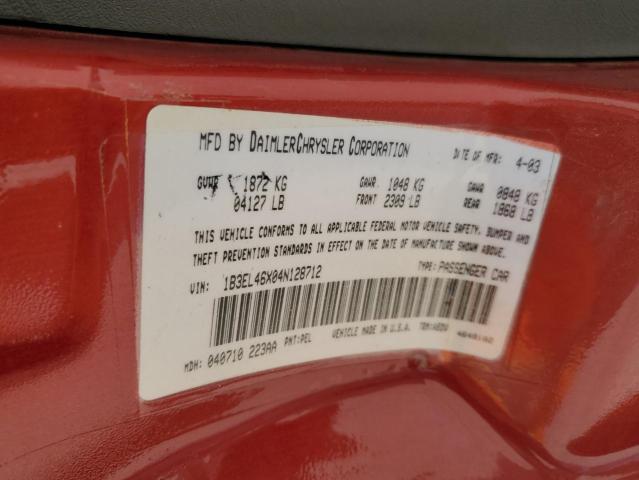 MFD BY DAIMLERCHRYSLER CORPORATION DATE OF MFR: 4-03
GVWR 1872 KG GAWR 1048 KG GAWR 0848 KG
04127 LB FRONT 2309 LB REAR 1868 LB
THIS VEHICLE CONFORMS TO ALL APPLICABLE FEDERAL MOTOR VEHICLE SAFETY, BUMPER AND
THEFT PREVENTION STANDARDS IN EFFECT ON THE DATE OF MANUFACTURE SHOWN ABOVE.
VIN: 1B3EL46X04N128712 TYPE: PASSENGER CAR
MDH: 040710 223AA PNT: PEL VEHICLE MADE IN U.S.A.